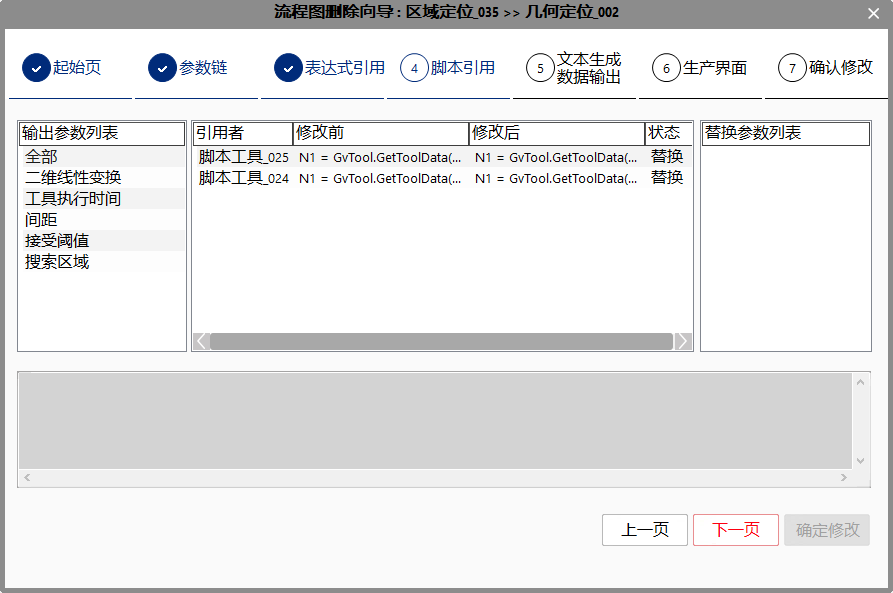 流程图删除向导 : 区域定位_035 >> 几何定位_002
起始页
参数链
表达式引用
4 脚本引用
5 文本生成
数据输出
6 生产界面
7 确认修改
输出参数列表
全部
二维线性变换
工具执行时间
间距
接受阈值
搜索区域
引用者 修改前 修改后 状态
脚本工具_025 N1 = GvTool.GetToolData(... N1 = GvTool.GetToolData(... 替换
脚本工具_024 N1 = GvTool.GetToolData(... N1 = GvTool.GetToolData(... 替换
替换参数列表
上一页 下一页 确定修改